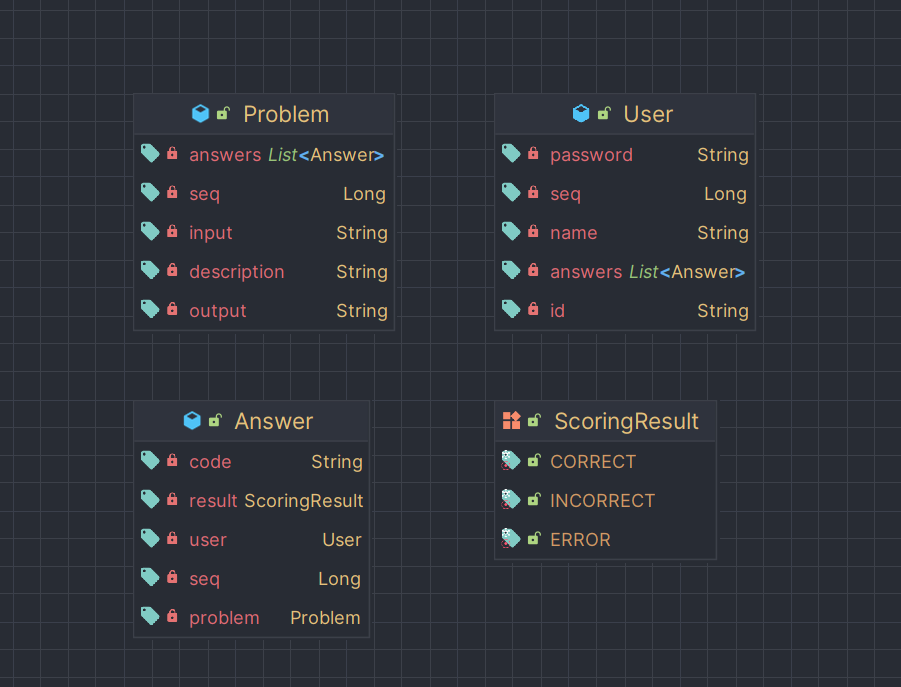 Problem
answers List<Answer>
seq Long
input String
description String
output String
User
password String
seq Long
name String
answers List<Answer>
id String
Answer
code String
result ScoringResult
user User
seq Long
problem Problem
ScoringResult
CORRECT
INCORRECT
ERROR